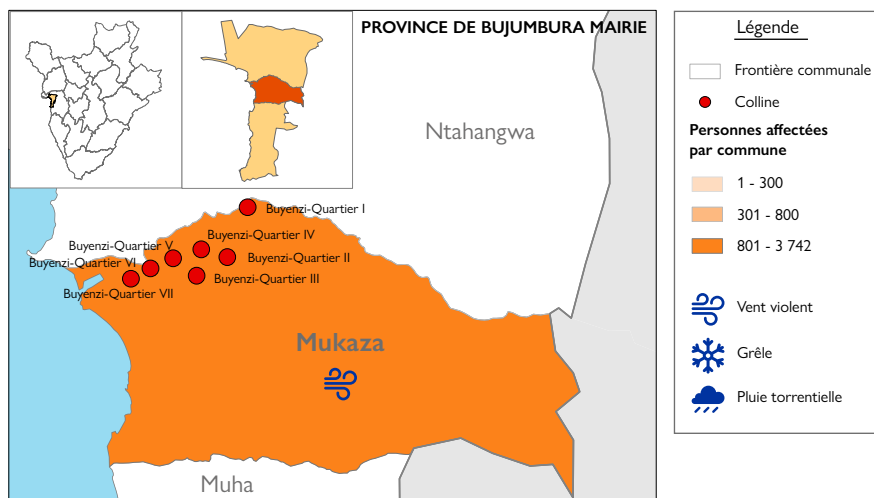 PROVINCE DE BUJUMBURA MAIRIE
Ntahangwa
Buyenzi-Quartier I
Buyenzi-Quartier IV
Buyenzi-Quartier V
Buyenzi-Quartier II
Buyenzi-Quartier VI
Buyenzi-Quartier III
Buyenzi-Quartier VII
Mukaza
Muha
Légende
Frontière communale
Colline
Personnes affectées
par commune
1 - 300
301 - 800
801 - 3 742
Vent violent
Grêle
Pluie torrentielle